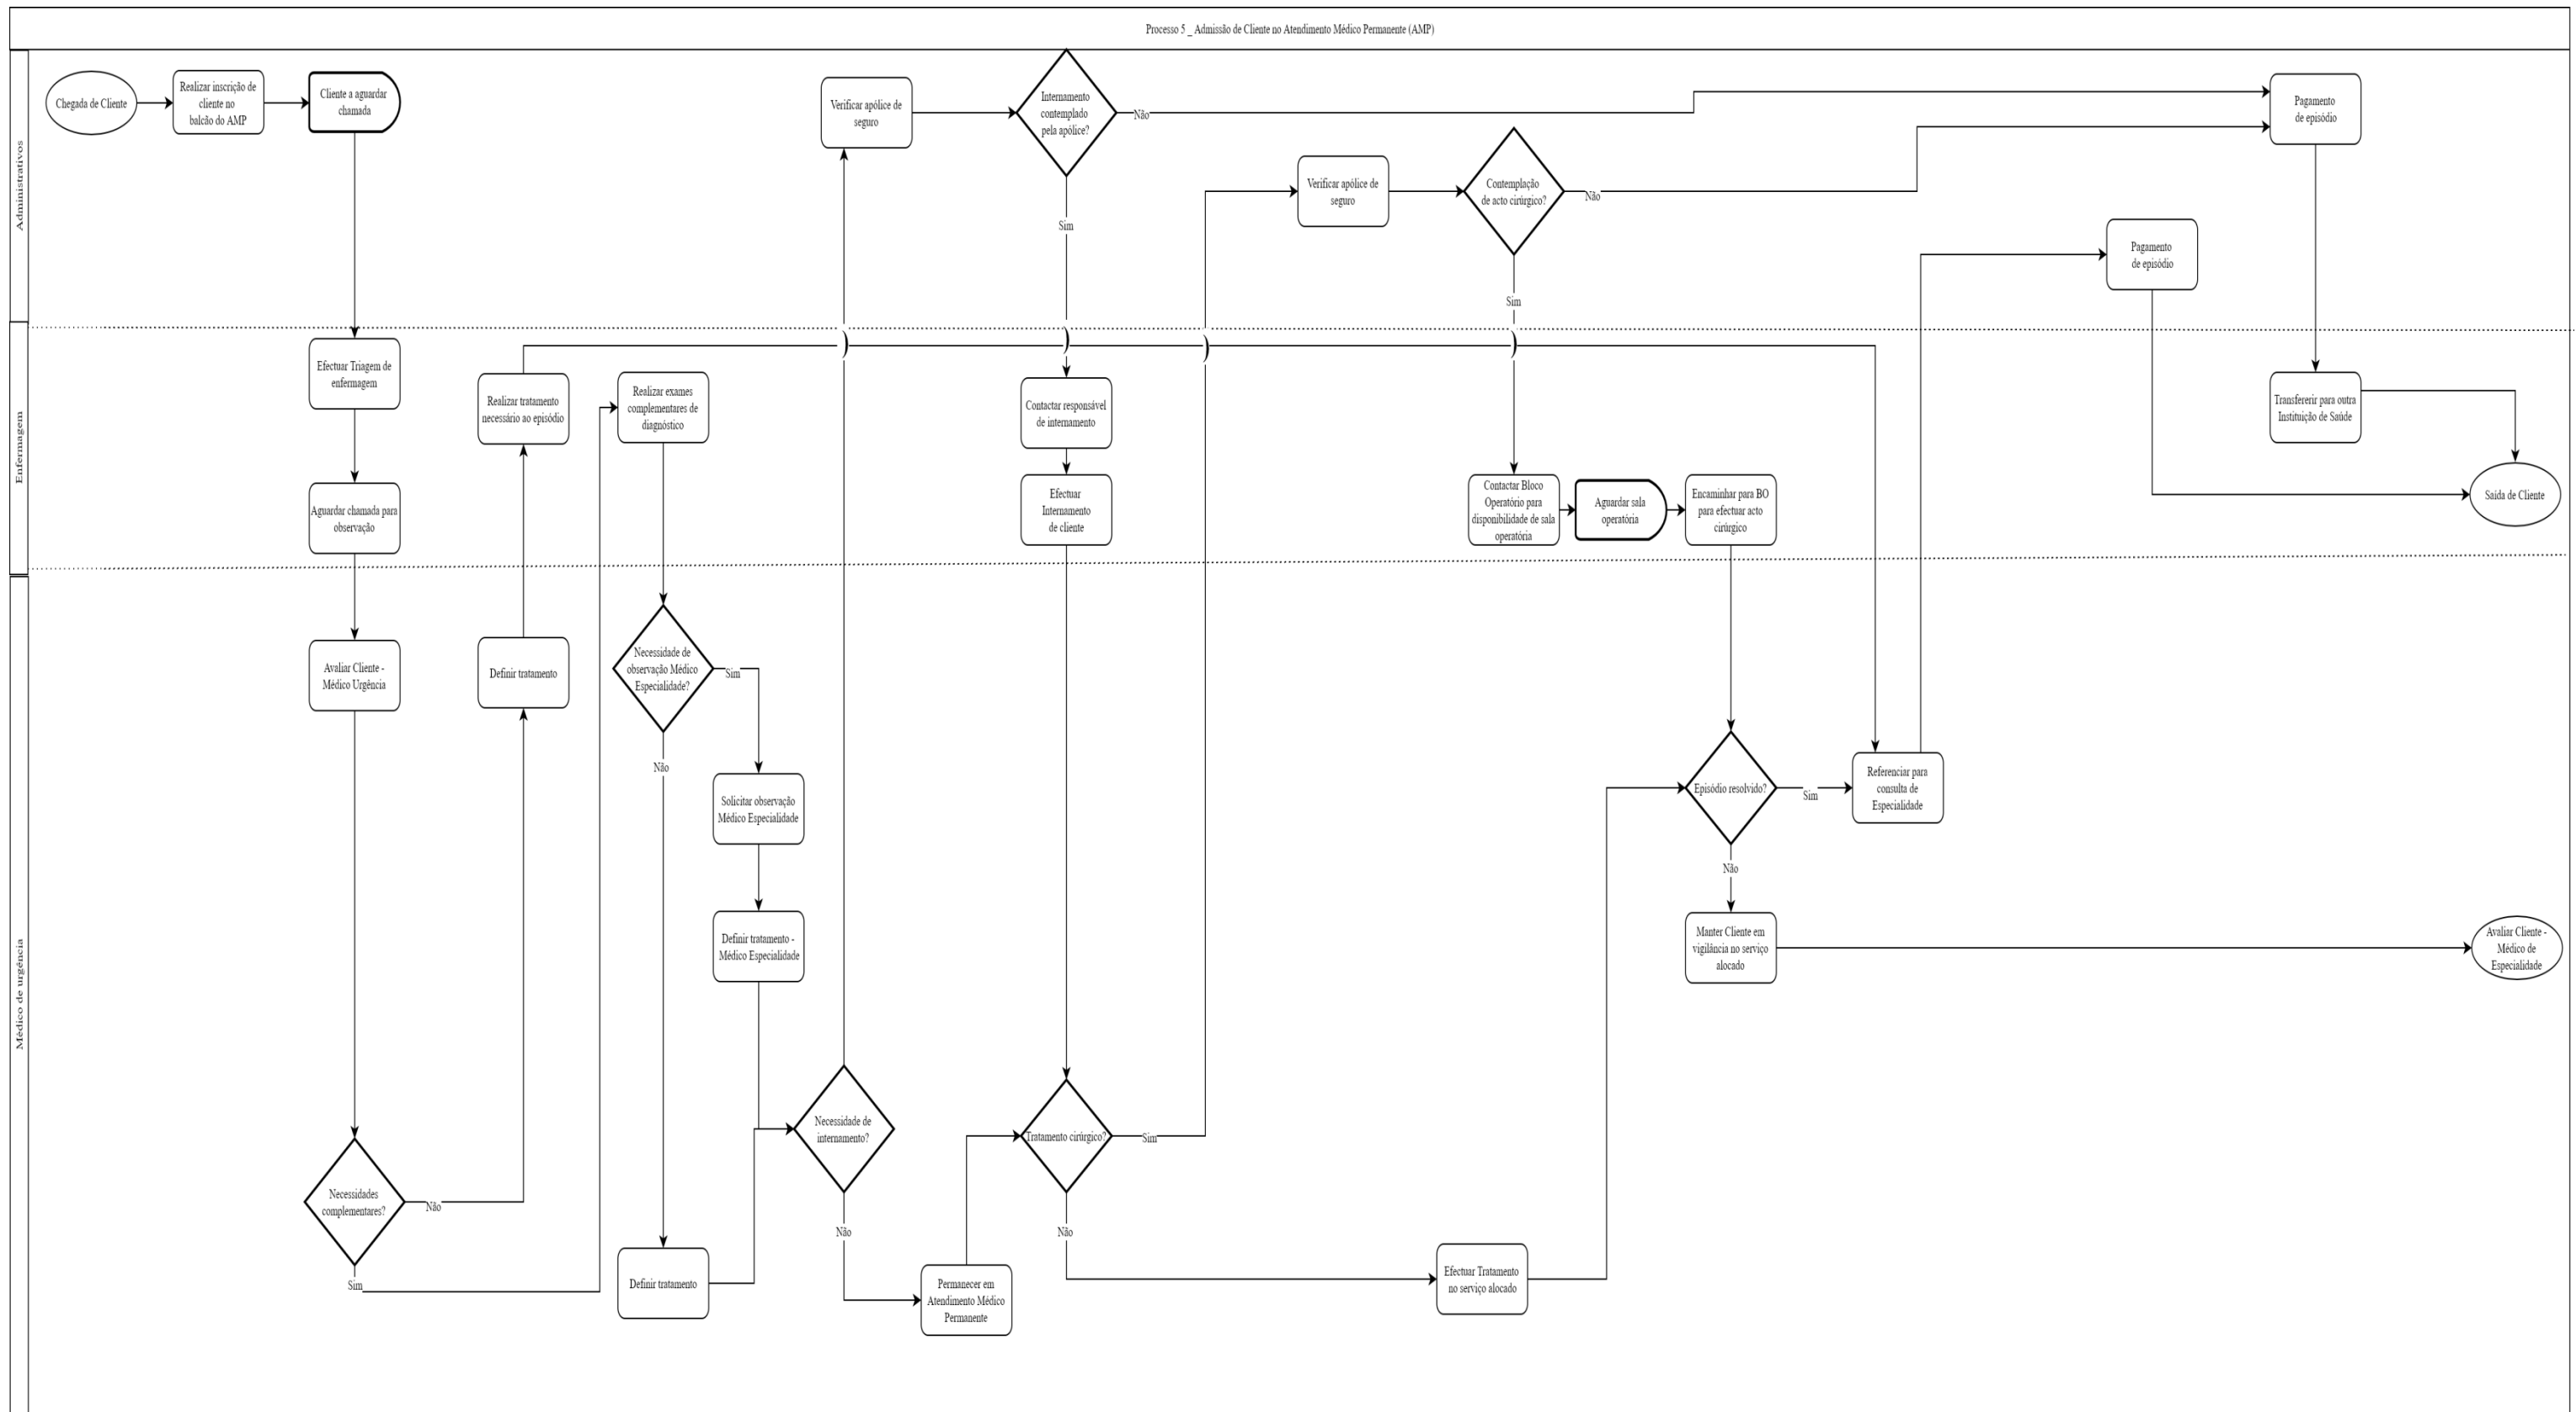 Processo 5 _ Admissão de Cliente no Atendimento Médico Permanente (AMP)
Administrativos
Chegada de Cliente
Realizar inscrição de
cliente no
balcão do AMP
Cliente a aguardar
chamada
Verificar apólice de
seguro
Internamento
contemplado
pela apólice?
Não
Sim
Verificar apólice de
seguro
Contemplação
de acto cirúrgico?
Não
Sim
Pagamento
de episódio
Pagamento
de episódio
Enfermagem
Efectuar Triagem de
enfermagem
Aguardar chamada para
observação
Realizar tratamento
necessário ao episódio
Realizar exames
complementares de
diagnóstico
Contactar responsável
de internamento
Efectuar
Internamento
de cliente
Contactar Bloco
Operatório para
disponibilidade de sala
operatória
Aguardar sala
operatória
Encaminhar para BO
para efectuar acto
cirúrgico
Transfererir para outra
Instituição de Saúde
Saída de Cliente
Médico de urgência
Avaliar Cliente -
Médico Urgência
Definir tratamento
Necessidade de
observação Médico
Especialidade?
Sim
Não
Solicitar observação
Médico Especialidade
Definir tratamento -
Médico Especialidade
Necessidade de
internamento?
Não
Necessidades
complementares?
Não
Sim
Definir tratamento
Permanecer em
Atendimento Médico
Permanente
Tratamento cirúrgico?
Sim
Não
Efectuar Tratamento
no serviço alocado
Episódio resolvido?
Sim
Não
Referenciar para
consulta de
Especialidade
Manter Cliente em
vigilância no serviço
alocado
Avaliar Cliente -
Médico de
Especialidade